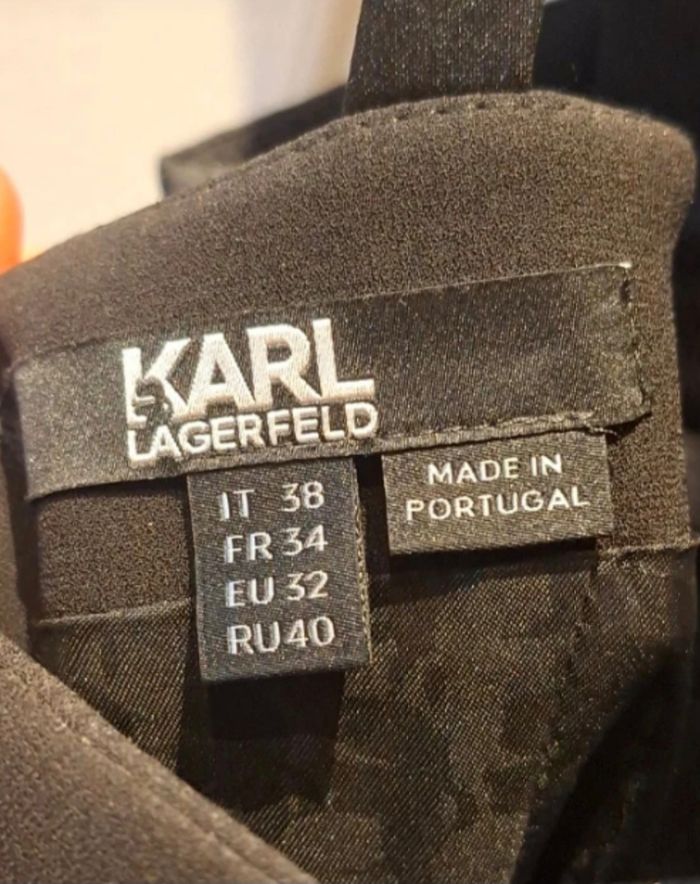 KARL
LAGERFELD
IT 38
FR 34
EU 32
RU 40
MADE IN
PORTUGAL